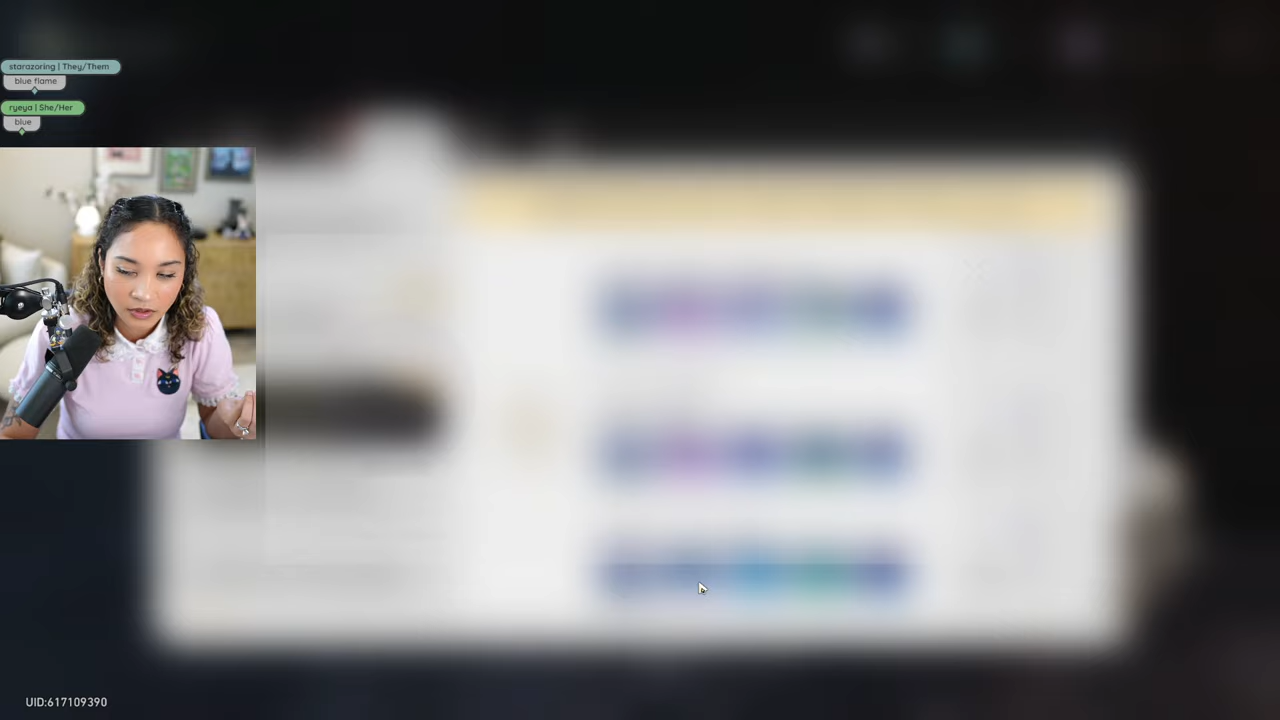 starazoring | They/Them
blue flame
ryeya | She/Her
blue
UID:617109390